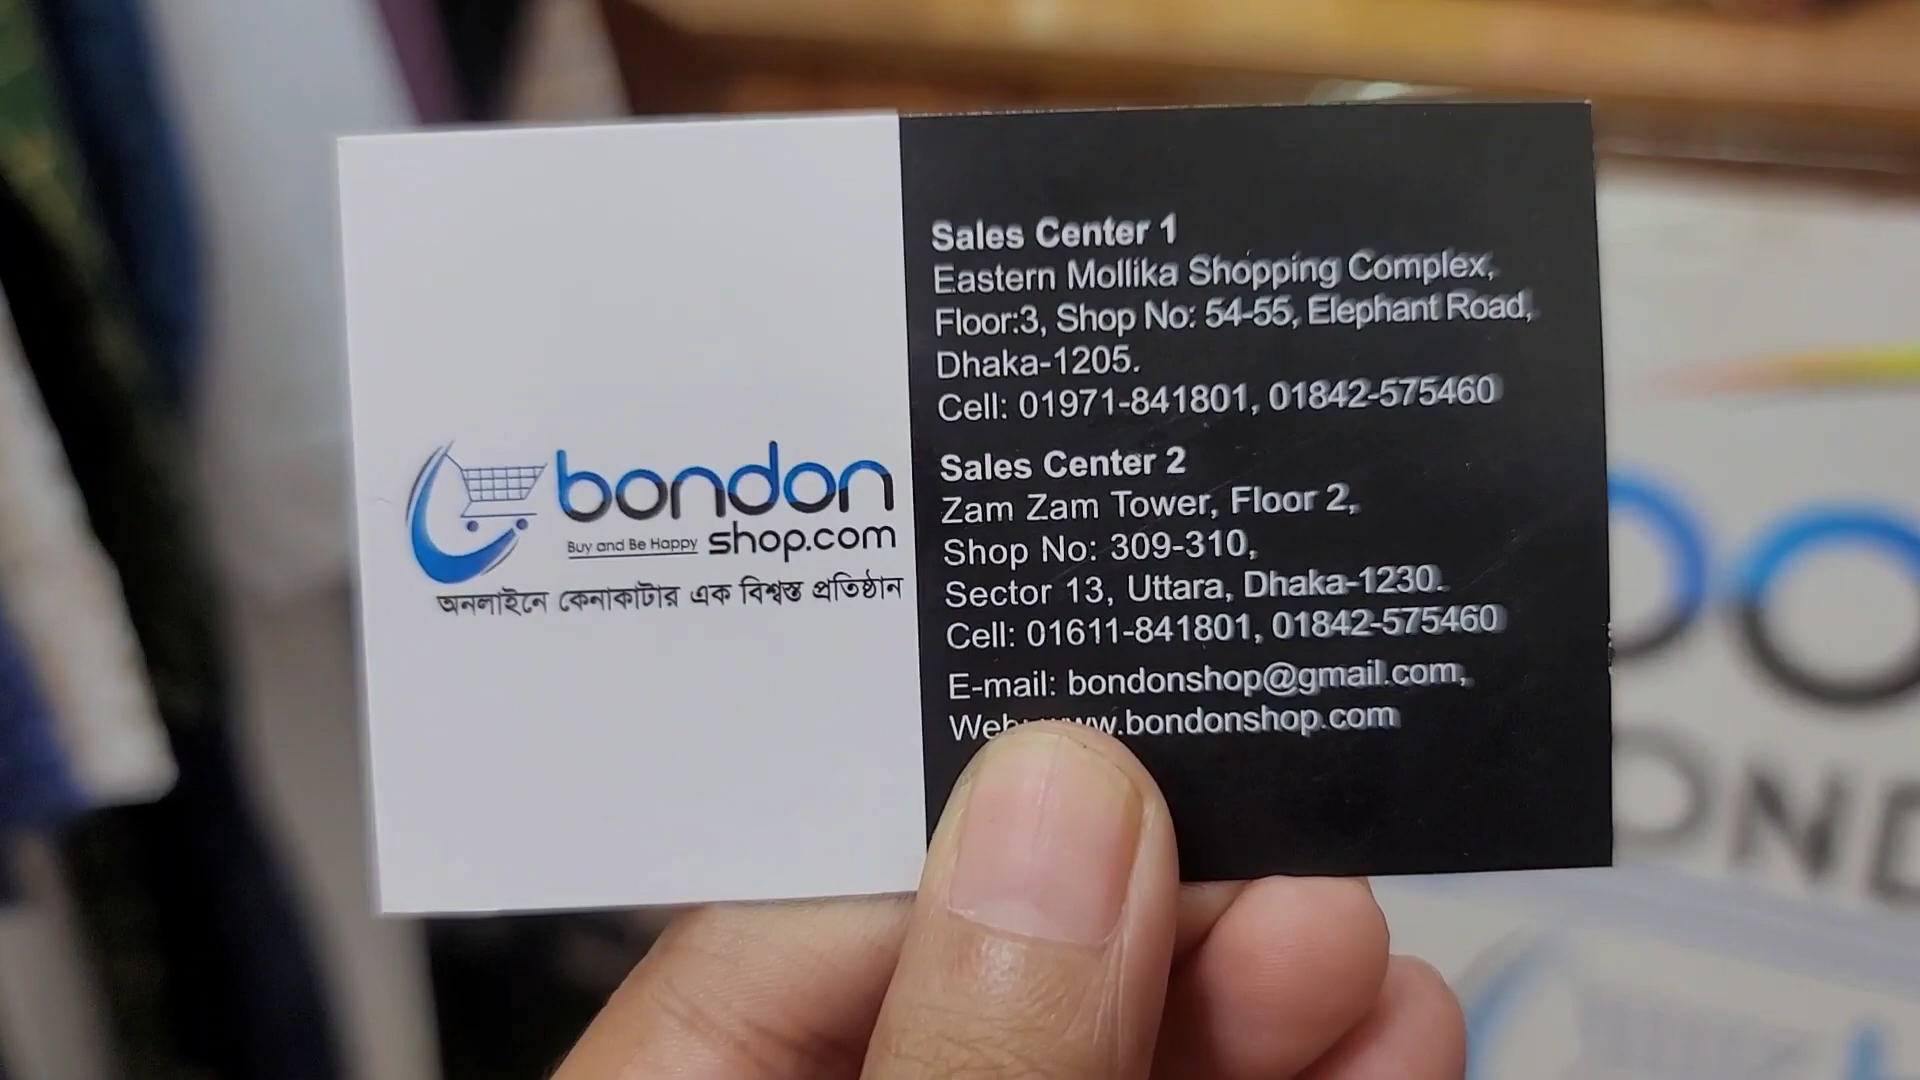 bondon
Buy and Be Happy shop.com
অনলাইনে কেনাকাটার এক বিশ্বস্ত প্রতিষ্ঠান
Sales Center 1
Eastern Mollika Shopping Complex,
Floor:3, Shop No: 54-55, Elephant Road,
Dhaka-1205.
Cell: 01971-841801, 01842-575460
Sales Center 2
Zam Zam Tower, Floor 2,
Shop No: 309-310,
Sector 13, Uttara, Dhaka-1230.
Cell: 01611-841801, 01842-575460
E-mail: bondonshop@gmail.com,
Web: www.bondonshop.com